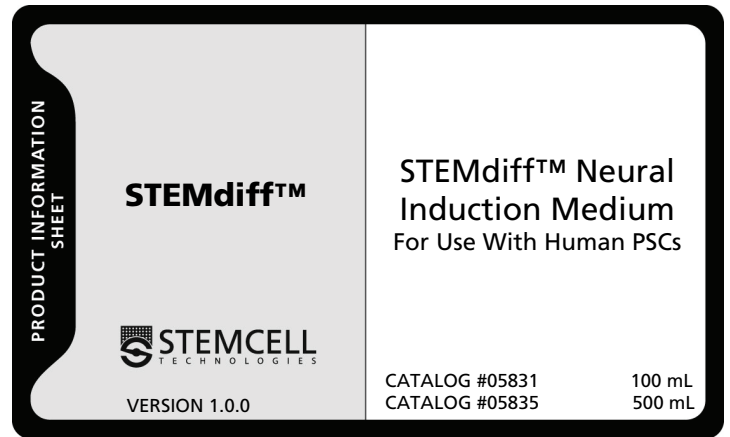 PRODUCT INFORMATION
SHEET
STEMdiff™
STEMCELL
TECHNOLOGIES
VERSION 1.0.0
STEMdiff™ Neural
Induction Medium
For Use With Human PSCs
CATALOG #05831 100 mL
CATALOG #05835 500 mL